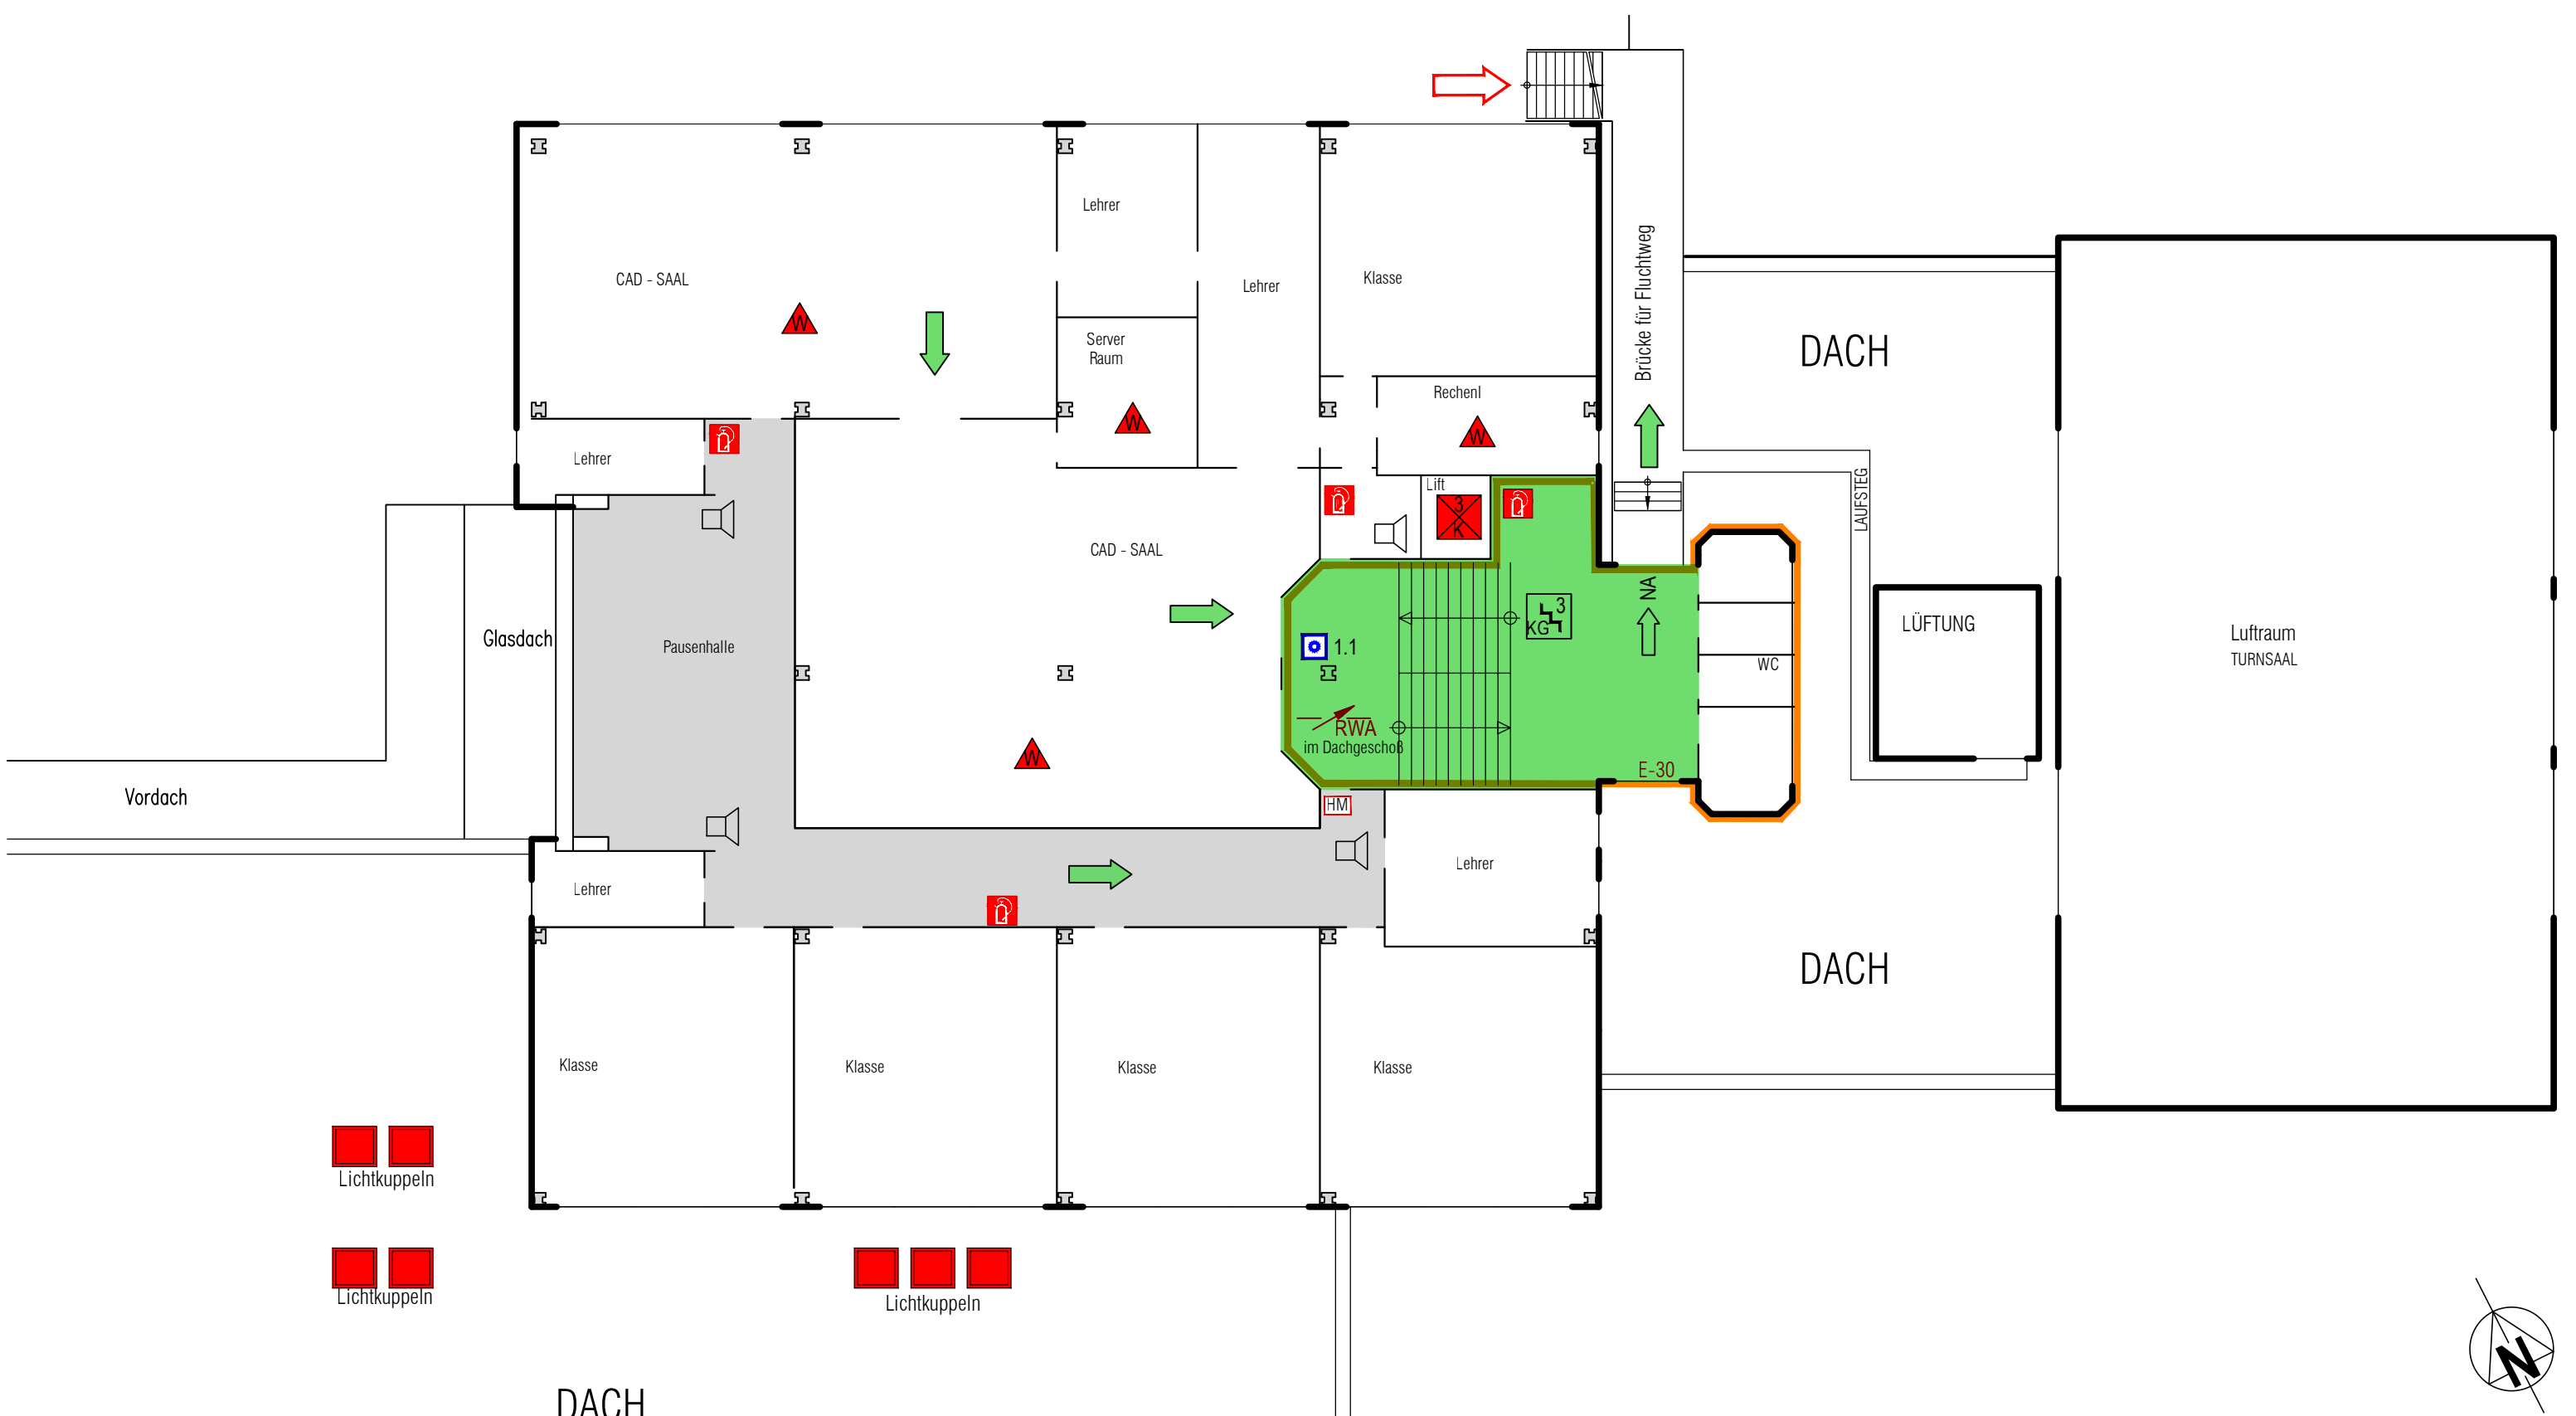 Lehrer
CAD - SAAL
Lehrer
Klasse
Brücke für Fluchtweg
W
Server
Raum
DACH
Rechenl
W
W
Lehrer
Lift
3
K
LAUFSTEG
CAD - SAAL
NA
3
KG
LÜFTUNG
Luftraum
TURNSAAL
Glasdach
Pausenhalle
1.1
WC
RWA
im Dachgeschoß
W
E-30
Vordach
HM
Lehrer
Lehrer
DACH
Klasse
Klasse
Klasse
Klasse
Lichtkuppeln
Lichtkuppeln
Lichtkuppeln
N
DACH